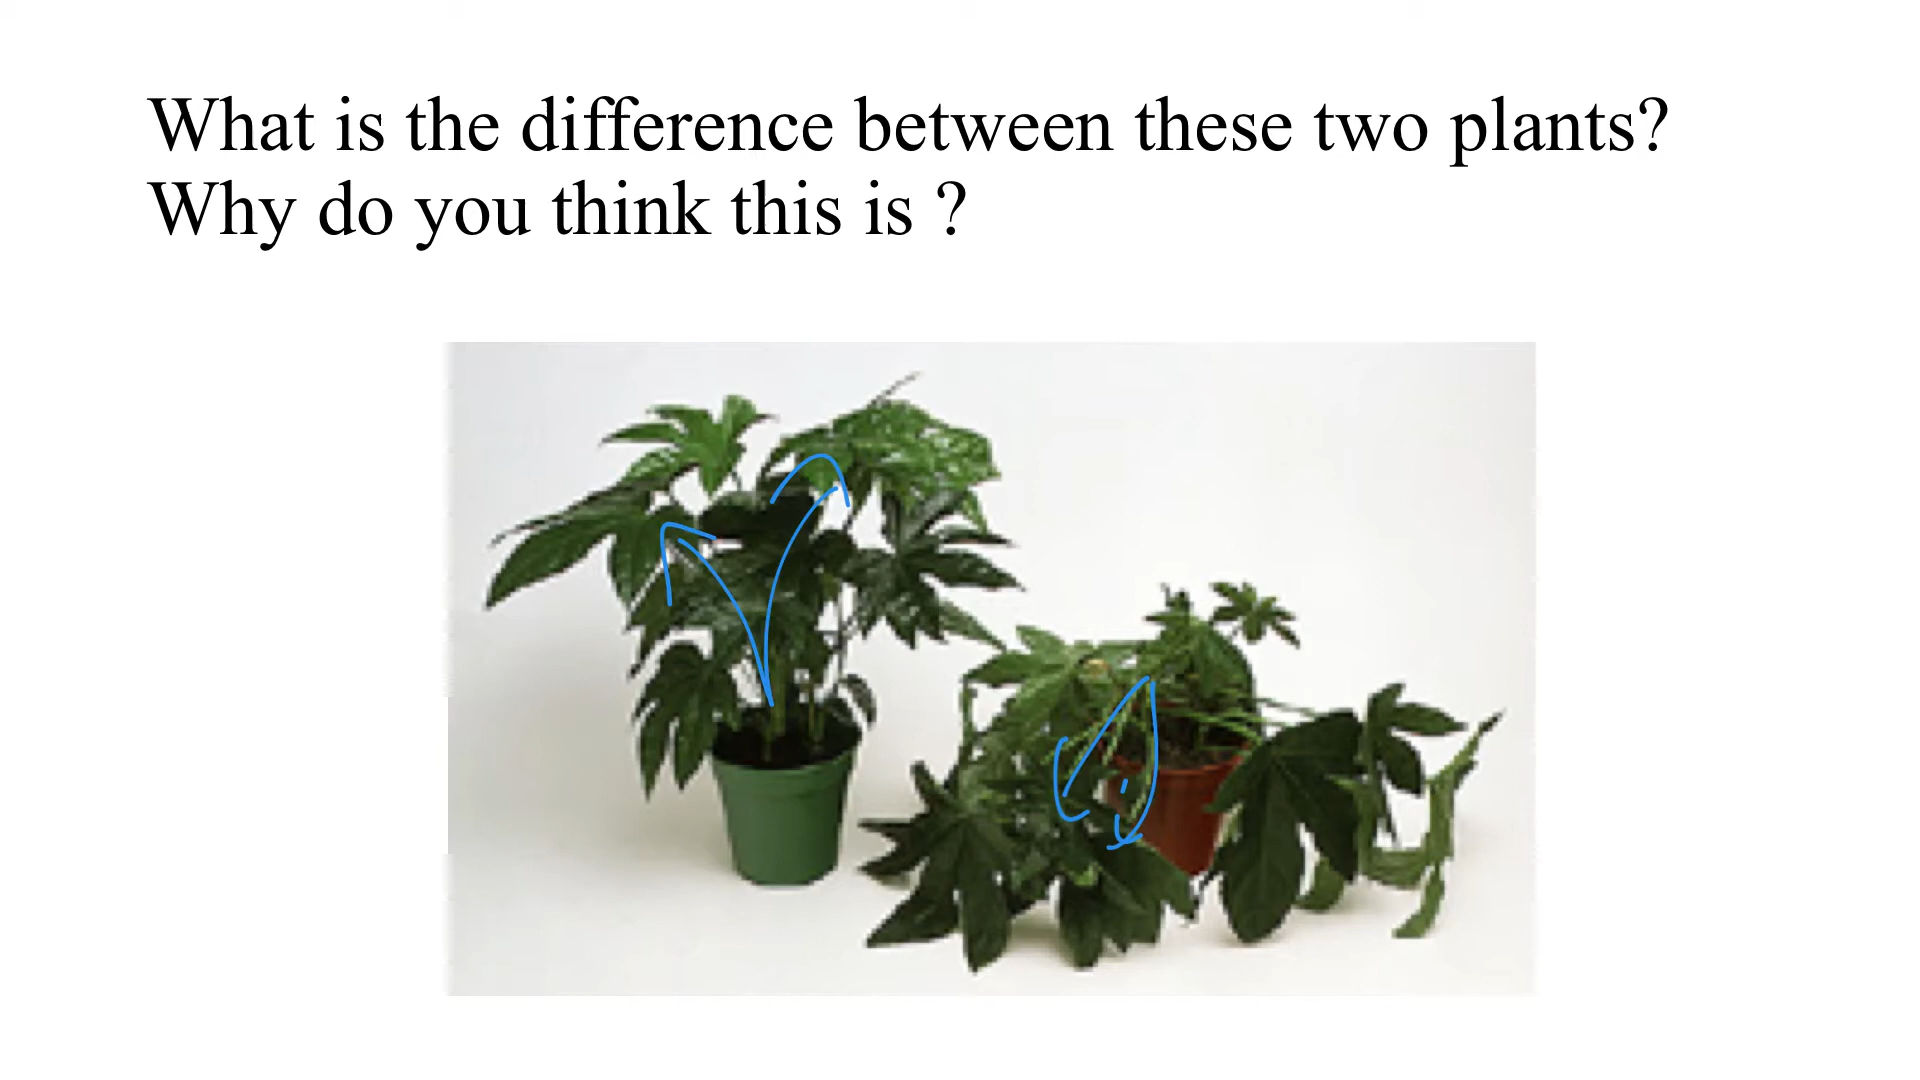 What is the difference between these two plants?
Why do you think this is ?